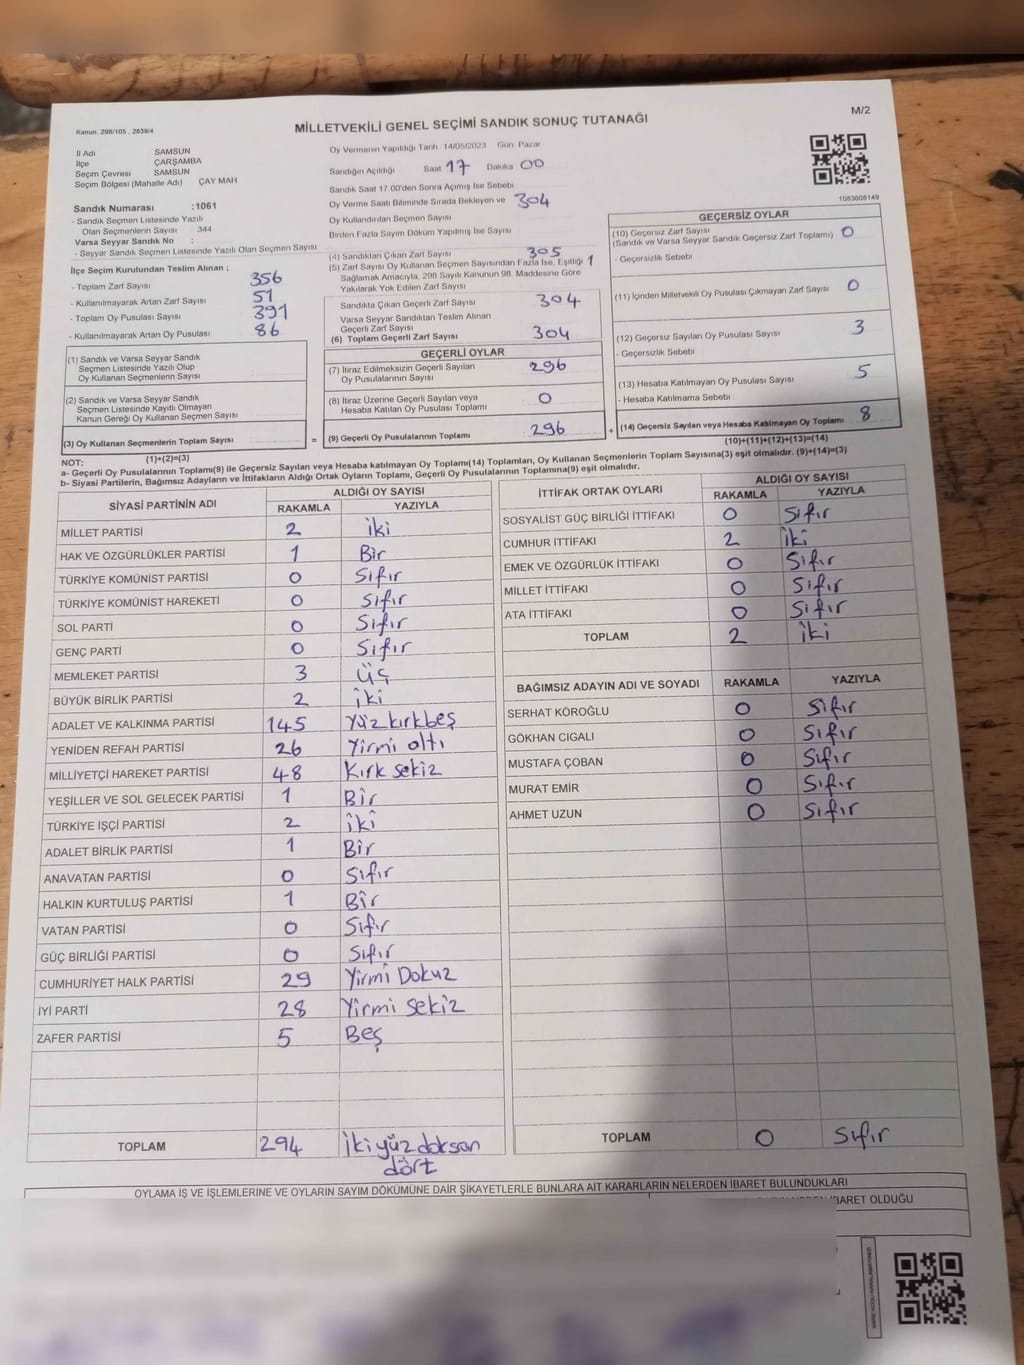 M/2
Kanun. 298/105 , 2839/4
MİLLETVEKİLİ GENEL SEÇİMİ SANDIK SONUÇ TUTANAĞI
İl Adı SAMSUN
İlçe ÇARŞAMBA
Seçim Çevresi SAMSUN
Seçim Bölgesi (Mahalle Adı) ÇAY MAH
Sandık Numarası :1061
- Sandık Seçmen Listesinde Yazılı
Olan Seçmenlerin Sayısı 344
Varsa Seyyar Sandık No :
- Seyyar Sandık Seçmen Listesinde Yazılı Olan Seçmen Sayısı
İlçe Seçim Kurulundan Teslim Alınan ;
- Toplam Zarf Sayısı 356
- Kullanılmayarak Artan Zarf Sayısı 51
- Toplam Oy Pusulası Sayısı 391
- Kullanılmayarak Artan Oy Pusulası 86
(1) Sandık ve Varsa Seyyar Sandık
Seçmen Listesinde Yazılı Olup
Oy Kullanan Seçmenlerin Sayısı
(2) Sandık ve Varsa Seyyar Sandık
Seçmen Listesinde Kayıtlı Olmayan
Kanun Gereği Oy Kullanan Seçmen Sayısı
(3) Oy Kullanan Seçmenlerin Toplam Sayısı
(1)+(2)=(3)
Oy Vermenin Yapıldığı Tarih 14/05/2023 Gün Pazar
Sandığın Açıldığı Saat 17 Dakika 00
Sandık Saat 17.00'den Sonra Açılmış İse Sebebi
Oy Verme Saati Bitiminde Sırada Bekleyen ve 304
Oy Kullandırılan Seçmen Sayısı
Birden Fazla Sayım Döküm Yapılmış İse Sayısı
(4) Sandıktan Çıkan Zarf Sayısı 305
(5) Zarf Sayısı Oy Kullanan Seçmen Sayısından Fazla İse, Eşitliği 1
Sağlamak Amacıyla, 298 Sayılı Kanunun 98. Maddesine Göre
Yakılarak Yok Edilen Zarf Sayısı
Sandıkta Çıkan Geçerli Zarf Sayısı 304
Varsa Seyyar Sandıktan Teslim Alınan
Geçerli Zarf Sayısı
(6) Toplam Geçerli Zarf Sayısı 304
GEÇERLİ OYLAR
(7) İtiraz Edilmeksizin Geçerli Sayılan
Oy Pusulalarının Sayısı 296
(8) İtiraz Üzerine Geçerli Sayılan veya
Hesaba Katılan Oy Pusulası Toplamı 0
= (9) Geçerli Oy Pusulalarının Toplamı 296 +
1083608149
GEÇERSİZ OYLAR
(10) Geçersiz Zarf Sayısı 0
(Sandık ve Varsa Seyyar Sandık Geçersiz Zarf Toplamı)
- Geçersizlik Sebebi
(11) İçinden Milletvekili Oy Pusulası Çıkmayan Zarf Sayısı 0
(12) Geçersiz Sayılan Oy Pusulası Sayısı 3
- Geçersizlik Sebebi
(13) Hesaba Katılmayan Oy Pusulası Sayısı 5
- Hesaba Katılmama Sebebi
(14) Geçersiz Sayılan veya Hesaba Katılmayan Oy Toplamı 8
(10)+(11)+(12)+(13)=(14)
NOT:
a- Geçerli Oy Pusulalarının Toplamı(9) ile Geçersiz Sayılan veya Hesaba katılmayan Oy Toplamı(14) Toplamları, Oy Kullanan Seçmenlerin Toplam Sayısına(3) eşit olmalıdır. (9)+(14)=(3)
b- Siyasi Partilerin, Bağımsız Adayların ve İttifakların Aldığı Ortak Oyların Toplamı, Geçerli Oy Pusulalarının Toplamına(9) eşit olmalıdır.
SİYASİ PARTİNİN ADI ALDIĞI OY SAYISI
RAKAMLA YAZIYLA
MİLLET PARTİSİ 2 iki
HAK VE ÖZGÜRLÜKLER PARTİSİ 1 Bir
TÜRKİYE KOMÜNİST PARTİSİ 0 Sıfır
TÜRKİYE KOMÜNİST HAREKETİ 0 Sıfır
SOL PARTİ 0 Sıfır
GENÇ PARTİ 0 Sıfır
MEMLEKET PARTİSİ 3 Üç
BÜYÜK BİRLİK PARTİSİ 2 iki
ADALET VE KALKINMA PARTİSİ 145 Yüz kırkbeş
YENİDEN REFAH PARTİSİ 26 Yirmi altı
MİLLİYETÇİ HAREKET PARTİSİ 48 Kırk sekiz
YEŞİLLER VE SOL GELECEK PARTİSİ 1 Bir
TÜRKİYE İŞÇİ PARTİSİ 2 iki
ADALET BİRLİK PARTİSİ 1 Bir
ANAVATAN PARTİSİ 0 Sıfır
HALKIN KURTULUŞ PARTİSİ 1 Bir
VATAN PARTİSİ 0 Sıfır
GÜÇ BİRLİĞİ PARTİSİ 0 Sıfır
CUMHURİYET HALK PARTİSİ 29 Yirmi Dokuz
İYİ PARTİ 28 Yirmi sekiz
ZAFER PARTİSİ 5 Beş
TOPLAM 294 İki yüz doksan
dört
İTTİFAK ORTAK OYLARI ALDIĞI OY SAYISI
RAKAMLA YAZIYLA
SOSYALİST GÜÇ BİRLİĞİ İTTİFAKI 0 Sıfır
CUMHUR İTTİFAKI 2 iki
EMEK VE ÖZGÜRLÜK İTTİFAKI 0 Sıfır
MİLLET İTTİFAKI 0 Sıfır
ATA İTTİFAKI 0 Sıfır
TOPLAM 2 iki
BAĞIMSIZ ADAYIN ADI VE SOYADI RAKAMLA YAZIYLA
SERHAT KÖROĞLU 0 Sıfır
GÖKHAN CIGALI 0 Sıfır
MUSTAFA ÇOBAN 0 Sıfır
MURAT EMİR 0 Sıfır
AHMET UZUN 0 Sıfır
TOPLAM 0 Sıfır
OYLAMA İŞ VE İŞLEMLERİNE VE OYLARIN SAYIM DÖKÜMÜNE DAİR ŞİKAYETLERLE BUNLARA AİT KARARLARIN NELERDEN İBARET BULUNDUKLARI
OLDUĞU